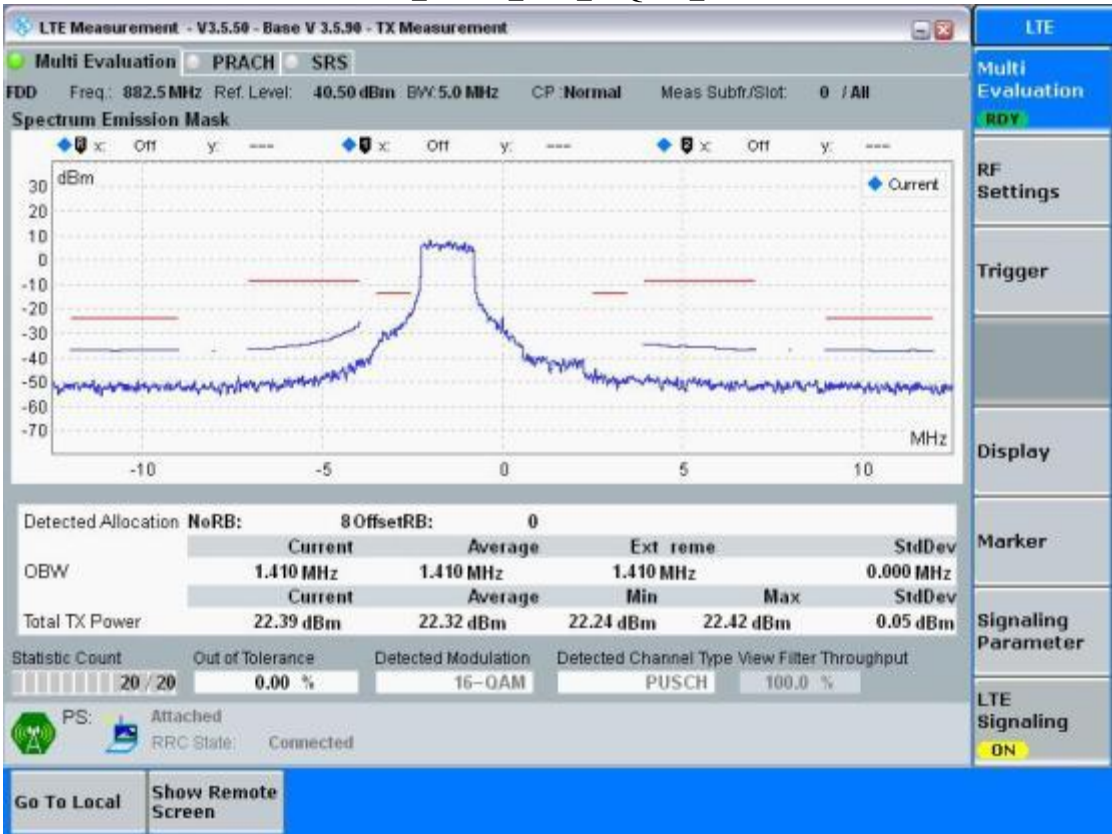 LTE Measurement - V3.5.50 - Base V 3.5.90 - TX Measurement
LTE
Multi Evaluation PRACH SRS
FDD Freq.: 882.5 MHz Ref. Level: 40.50 dBm BW: 5.0 MHz CP :Normal Meas Subfr./Slot: 0 / All
Spectrum Emission Mask
x: Off y: --- x: Off y: --- x: Off y: ---
dBm
Current
30
20
10
0
-10
-20
-30
-40
-50
-60
-70
MHz
-10 -5 0 5 10
Detected Allocation NoRB: 8 OffsetRB: 0
Current Average Ext reme StdDev
OBW 1.410 MHz 1.410 MHz 1.410 MHz 0.000 MHz
Current Average Min Max StdDev
Total TX Power 22.39 dBm 22.32 dBm 22.24 dBm 22.42 dBm 0.05 dBm
Statistic Count Out of Tolerance Detected Modulation Detected Channel Type View Filter Throughput
20 / 20 0.00 % 16-QAM PUSCH 100.0 %
PS: Attached
RRC State: Connected
Multi
Evaluation
RDY
RF
Settings
Trigger
Display
Marker
Signaling
Parameter
LTE
Signaling
ON
Go To Local
Show Remote
Screen